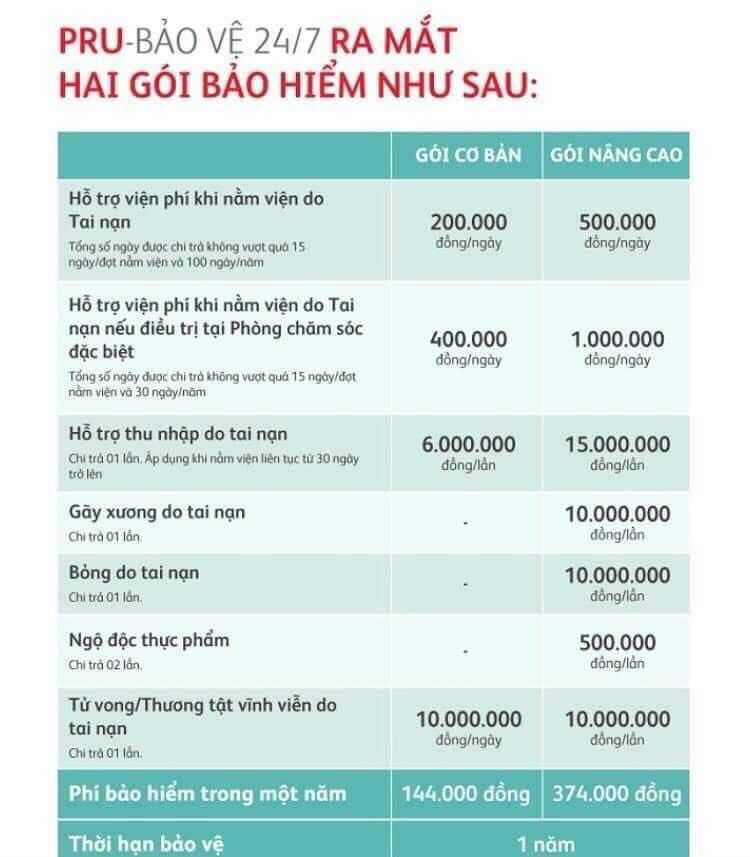 PRU-BẢO VỆ 24/7 RA MẮT
HAI GÓI BẢO HIỂM NHƯ SAU:
GÓI CƠ BẢN
GÓI NÂNG CAO
Hỗ trợ viện phí khi nằm viện do
Tai nạn
Tổng số ngày được chi trả không vượt quá 15
ngày/đợt nằm viện và 100 ngày/năm
200.000
đồng/ngày
500.000
đồng/ngày
Hỗ trợ viện phí khi nằm viện do Tai
nạn nếu điều trị tại Phòng chăm sóc
đặc biệt
Tổng số ngày được chi trả không vượt quá 15 ngày/đợt
nằm viện và 30 ngày/năm
400.000
đồng/ngày
1.000.000
đồng/ngày
Hỗ trợ thu nhập do tai nạn
Chi trả 01 lần. Áp dụng khi nằm viện liên tục từ 30 ngày
trở lên
6.000.000
đồng/lần
15.000.000
đồng/lần
Gãy xương do tai nạn
Chi trả 01 lần.
-
10.000.000
đồng/lần
Bỏng do tai nạn
Chi trả 01 lần.
-
10.000.000
đồng/lần
Ngộ độc thực phẩm
Chi trả 02 lần.
-
500.000
đồng/lần
Tử vong/Thương tật vĩnh viễn do
tai nạn
Chi trả 01 lần.
10.000.000
đồng/ngày
10.000.000
đồng/lần
Phí bảo hiểm trong một năm
144.000 đồng
374.000 đồng
Thời hạn bảo vệ
1 năm